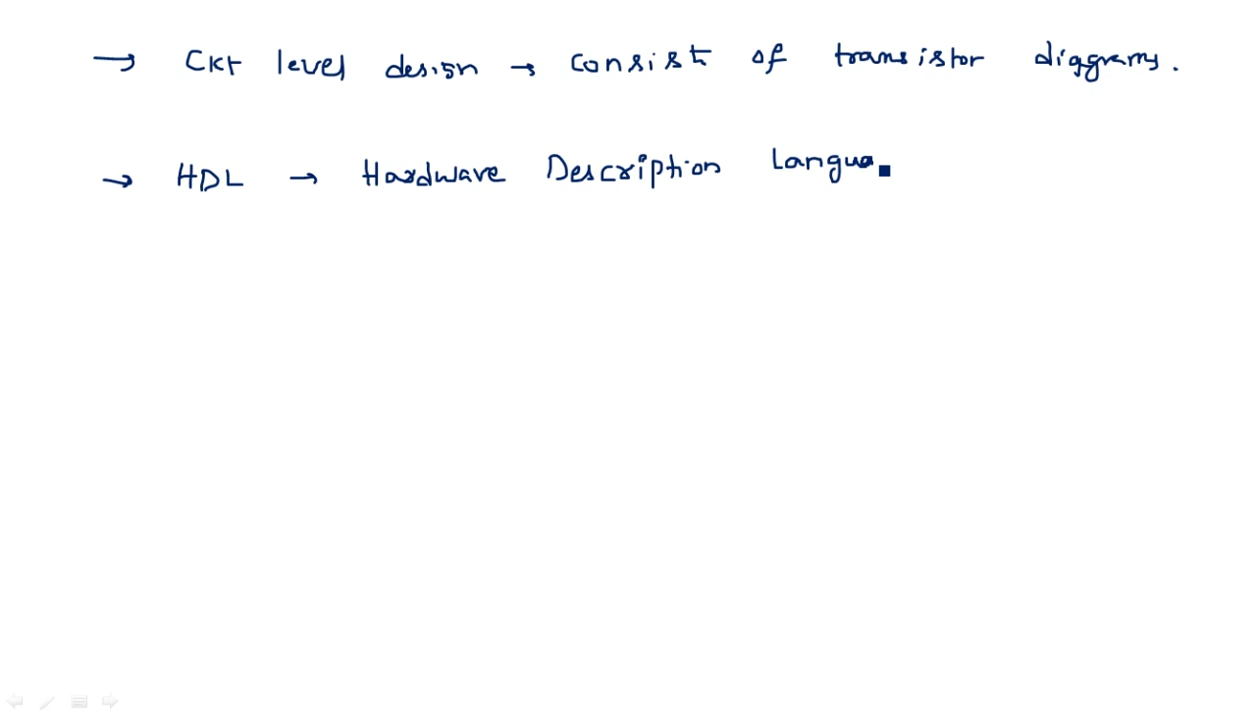 → Ckt level design → consist of transistor diagrams.
→ HDL → Hardware Description Langua